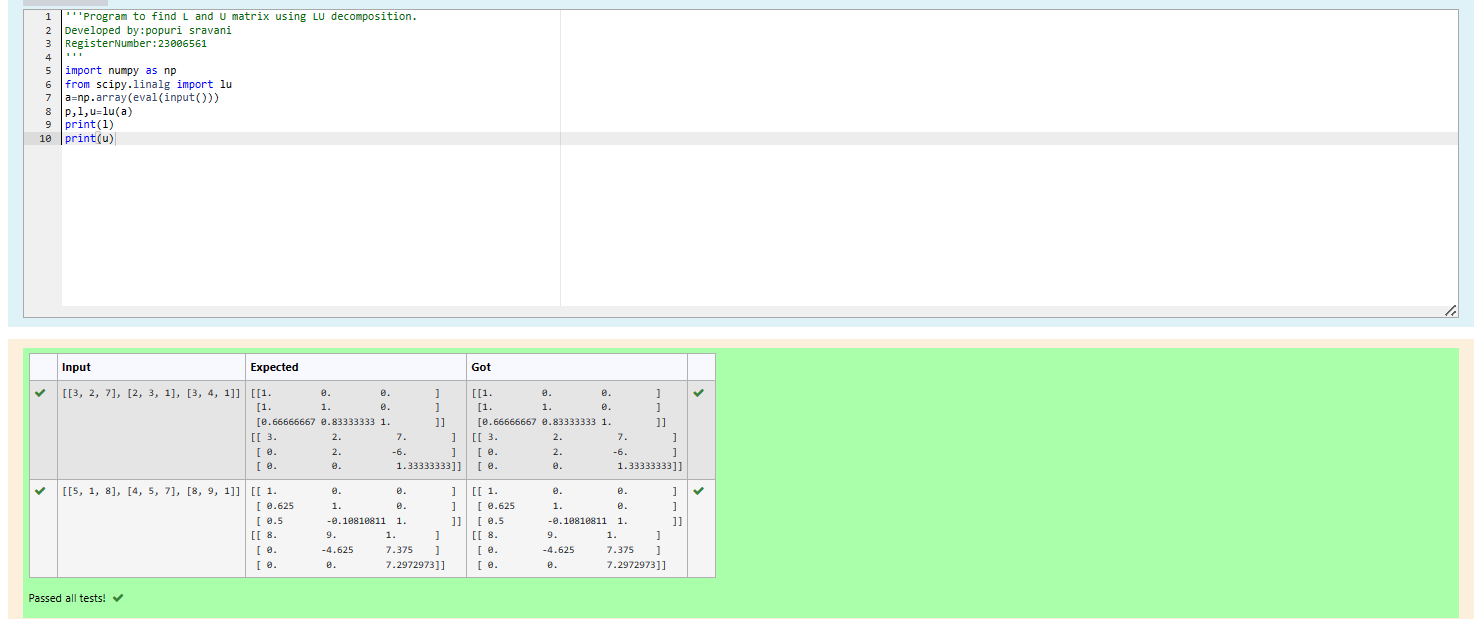 1 '''Program to find L and U matrix using LU decomposition.
2 Developed by:popuri sravani
3 RegisterNumber:23006561
4 '''
5 import numpy as np
6 from scipy.linalg import lu
7 a=np.array(eval(input()))
8 p,l,u=lu(a)
9 print(l)
10 print(u)
Input Expected Got
[[3, 2, 7], [2, 3, 1], [3, 4, 1]] [[1. 0. 0. ] [[1. 0. 0. ]
[1. 1. 0. ] [1. 1. 0. ]
[0.66666667 0.83333333 1. ]] [0.66666667 0.83333333 1. ]]
[[ 3. 2. 7. ] [[ 3. 2. 7. ]
[ 0. 2. -6. ] [ 0. 2. -6. ]
[ 0. 0. 1.33333333]] [ 0. 0. 1.33333333]]
[[5, 1, 8], [4, 5, 7], [8, 9, 1]] [[ 1. 0. 0. ] [[ 1. 0. 0. ]
[ 0.625 1. 0. ] [ 0.625 1. 0. ]
[ 0.5 -0.10810811 1. ]] [ 0.5 -0.10810811 1. ]]
[[ 8. 9. 1. ] [[ 8. 9. 1. ]
[ 0. -4.625 7.375 ] [ 0. -4.625 7.375 ]
[ 0. 0. 7.2972973]] [ 0. 0. 7.2972973]]
Passed all tests!